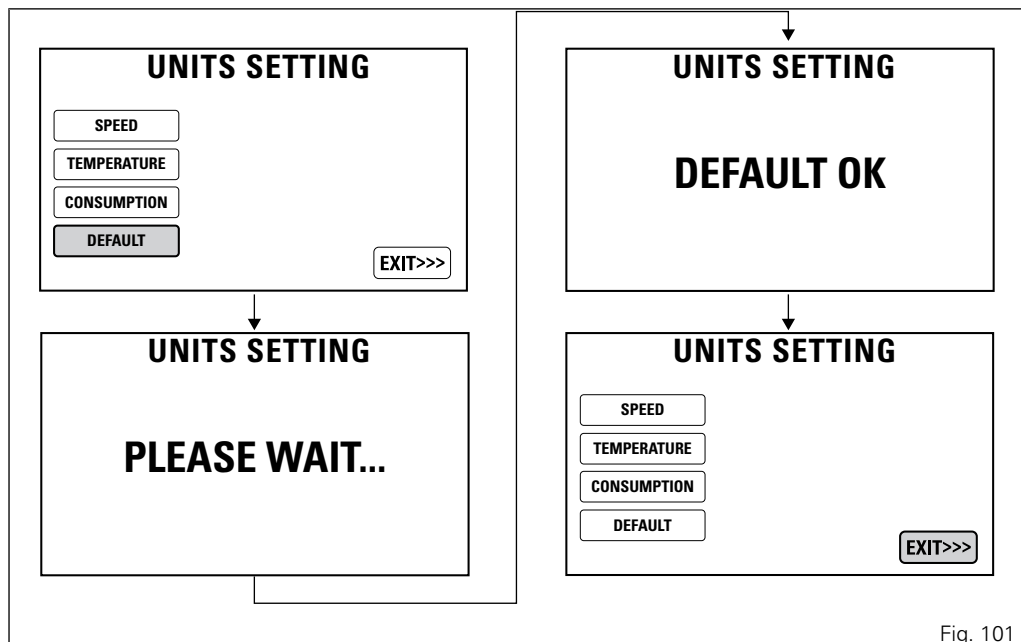 UNITS SETTING
SPEED
TEMPERATURE
CONSUMPTION
DEFAULT
EXIT>>>
UNITS SETTING
PLEASE WAIT...
UNITS SETTING
DEFAULT OK
UNITS SETTING
SPEED
TEMPERATURE
CONSUMPTION
DEFAULT
EXIT>>>
Fig. 101